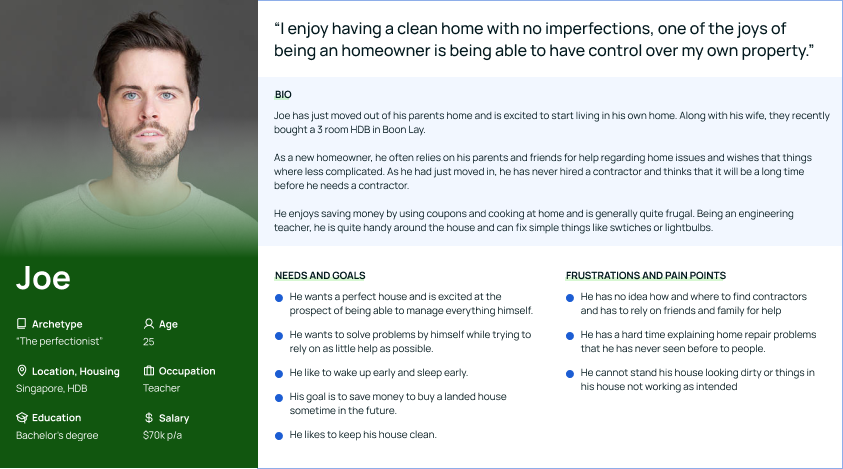 “I enjoy having a clean home with no imperfections, one of the joys of
being an homeowner is being able to have control over my own property.”
BIO
Joe has just moved out of his parents home and is excited to start living in his own home. Along with his wife, they recently
bought a 3 room HDB in Boon Lay.
As a new homeowner, he often relies on his parents and friends for help regarding home issues and wishes that things
where less complicated. As he had just moved in, he has never hired a contractor and thinks that it will be a long time
before he needs a contractor.
He enjoys saving money by using coupons and cooking at home and is generally quite frugal. Being an engineering
teacher, he is quite handy around the house and can fix simple things like swtiches or lightbulbs.
Joe
Archetype
“The perfectionist”
Age
25
Location, Housing
Singapore, HDB
Occupation
Teacher
Education
Bachelor's degree
Salary
$70k p/a
NEEDS AND GOALS
He wants a perfect house and is excited at the
prospect of being able to manage everything himself.
He wants to solve problems by himself while trying to
rely on as little help as possible.
He like to wake up early and sleep early.
His goal is to save money to buy a landed house
sometime in the future.
He likes to keep his house clean.
FRUSTRATIONS AND PAIN POINTS
He has no idea how and where to find contractors
and has to rely on friends and family for help
He has a hard time explaining home repair problems
that he has never seen before to people.
He cannot stand his house looking dirty or things in
his house not working as intended